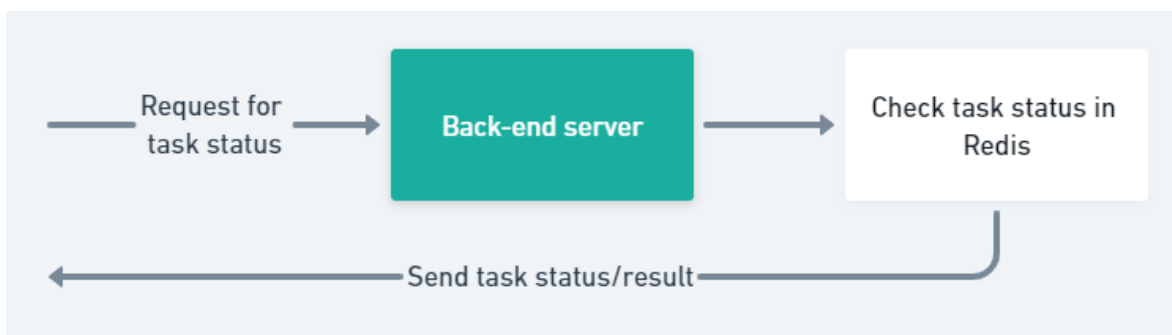 Request for
task status
Back-end server
Check task status in
Redis
Send task status/result